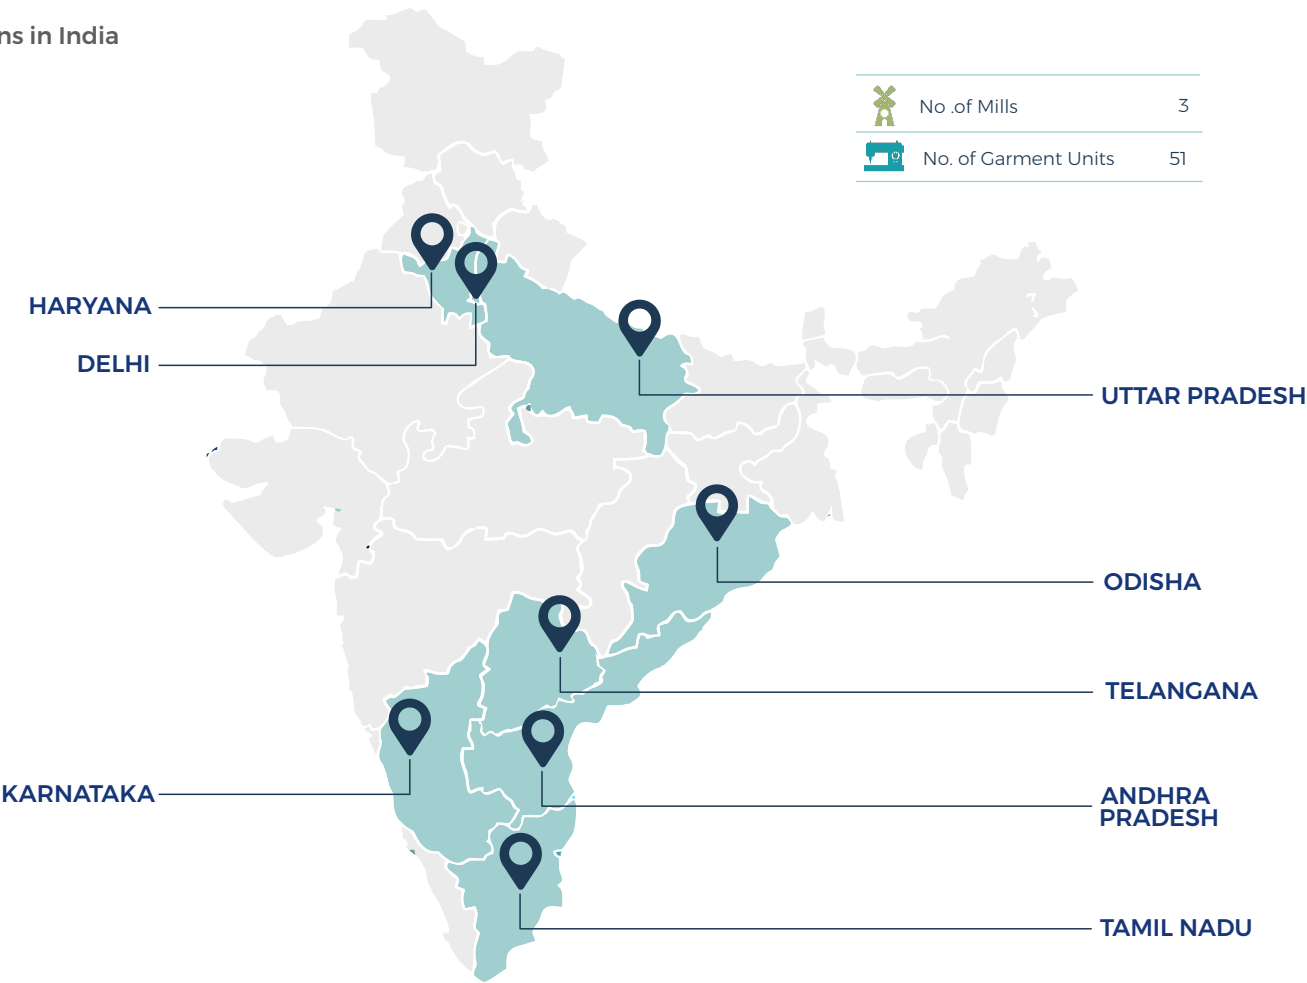 ns in India
No .of Mills 3
No. of Garment Units 51
HARYANA
DELHI
UTTAR PRADESH
ODISHA
TELANGANA
KARNATAKA
ANDHRA
PRADESH
TAMIL NADU